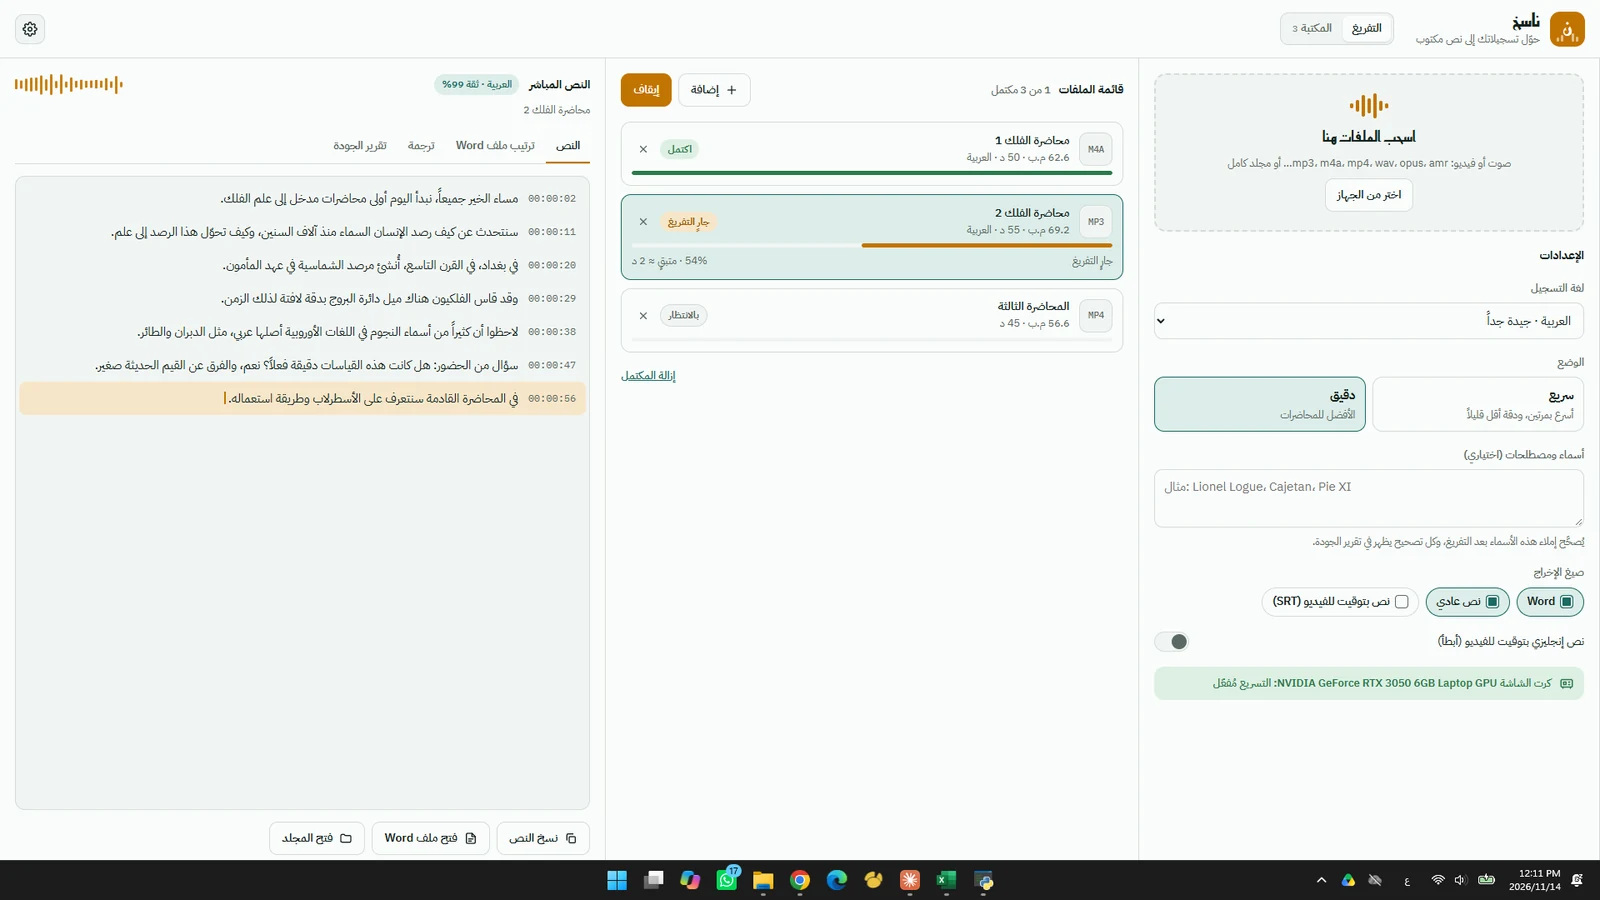 ناسخ
حوّل تسجيلاتك إلى نص مكتوب
التفريغ
المكتبة 3
اسحب الملفات هنا
صوت أو فيديو: mp3، m4a، mp4، wav، opus، amr… أو مجلد كامل
اختر من الجهاز
الإعدادات
لغة التسجيل
العربية · جيدة جداً
الوضع
سريع
أسرع بمرتين، ودقة أقل قليلاً
دقيق
الأفضل للمحاضرات
أسماء ومصطلحات (اختياري)
مثال: Lionel Logue، Cajetan، Pie XI
يُصحَّح إملاء هذه الأسماء بعد التفريغ، وكل تصحيح يظهر في تقرير الجودة.
صيغ الإخراج
Word
نص عادي
نص بتوقيت للفيديو (SRT)
نص إنجليزي بتوقيت للفيديو (أبطأ)
كرت الشاشة NVIDIA GeForce RTX 3050 6GB Laptop GPU: التسريع مُفعّل
قائمة الملفات 1 من 3 مكتمل
إضافة
إيقاف
M4A
محاضرة الفلك 1
62.6 م.ب · 50 د · العربية
اكتمل
MP3
محاضرة الفلك 2
69.2 م.ب · 55 د · العربية
جارٍ التفريغ
جارٍ التفريغ
54% · متبقٍ ≈ 2 د
MP4
المحاضرة الثالثة
56.6 م.ب · 45 د
بالانتظار
إزالة المكتمل
النص المباشر
العربية · ثقة 99%
محاضرة الفلك 2
النص
ترتيب ملف Word
ترجمة
تقرير الجودة
00:00:02 مساء الخير جميعاً، نبدأ اليوم أولى محاضرات مدخل إلى علم الفلك.
00:00:11 سنتحدث عن كيف رصد الإنسان السماء منذ آلاف السنين، وكيف تحوّل هذا الرصد إلى علم.
00:00:20 في بغداد، في القرن التاسع، أُنشئ مرصد الشماسية في عهد المأمون.
00:00:29 وقد قاس الفلكيون هناك ميل دائرة البروج بدقة لافتة لذلك الزمن.
00:00:38 لاحظوا أن كثيراً من أسماء النجوم في اللغات الأوروبية أصلها عربي، مثل الدبران والطائر.
00:00:47 سؤال من الحضور: هل كانت هذه القياسات دقيقة فعلاً؟ نعم، والفرق عن القيم الحديثة صغير.
00:00:56 في المحاضرة القادمة سنتعرف على الأسطرلاب وطريقة استعماله.
نسخ النص
فتح ملف Word
فتح المجلد
17
ع
12:11 PM
2026/11/14